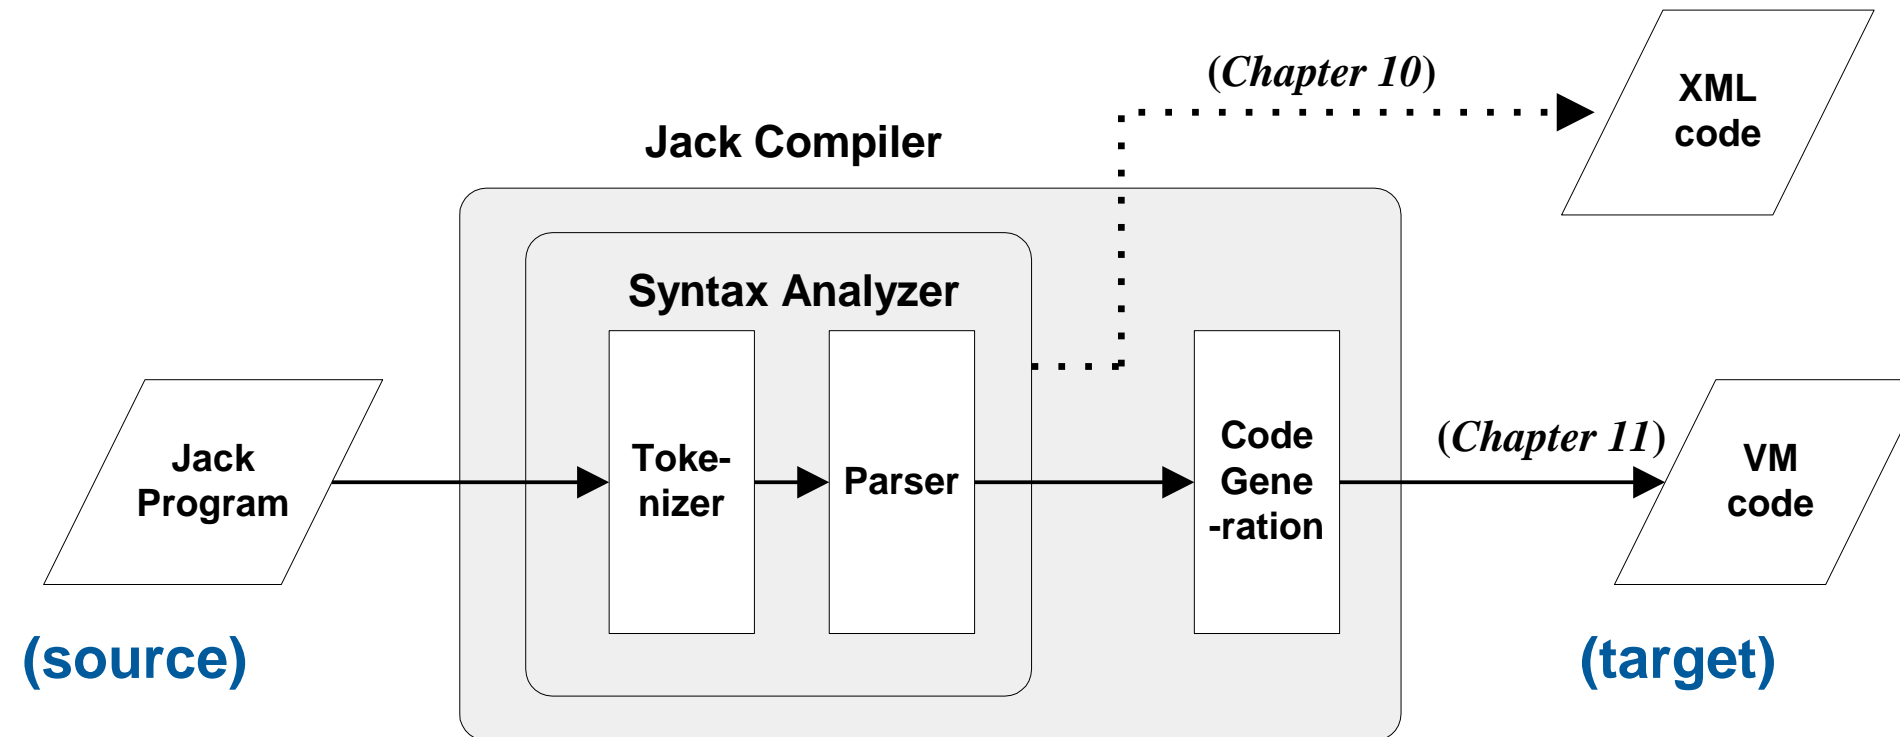 (Chapter 10)
XML
code
Jack Compiler
Syntax Analyzer
Jack
Program
Toke-
nizer
Parser
Code
Gene
-ration
(Chapter 11)
VM
code
(source)
(target)